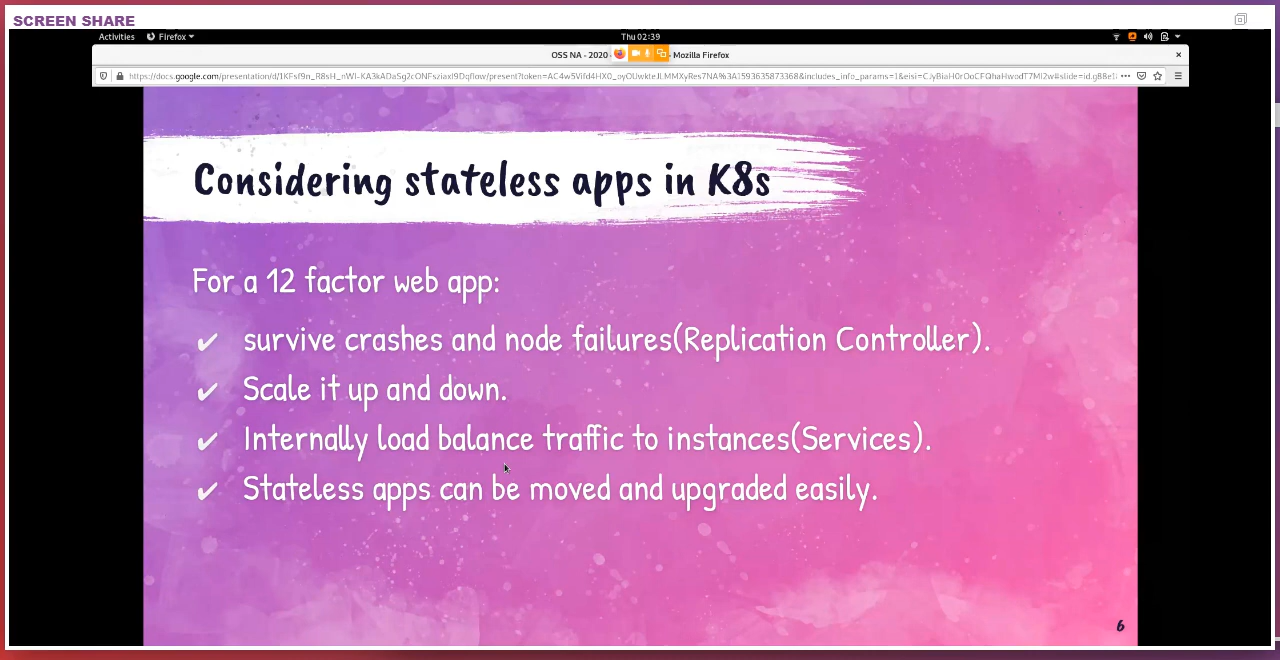 SCREEN SHARE
Activities Firefox Thu 02:39
OSS NA - 2020 - Mozilla Firefox
Considering stateless apps in K8s
For a 12 factor web app:
✔ survive crashes and node failures(Replication Controller).
✔ Scale it up and down.
✔ Internally load balance traffic to instances(Services).
✔ Stateless apps can be moved and upgraded easily.
6